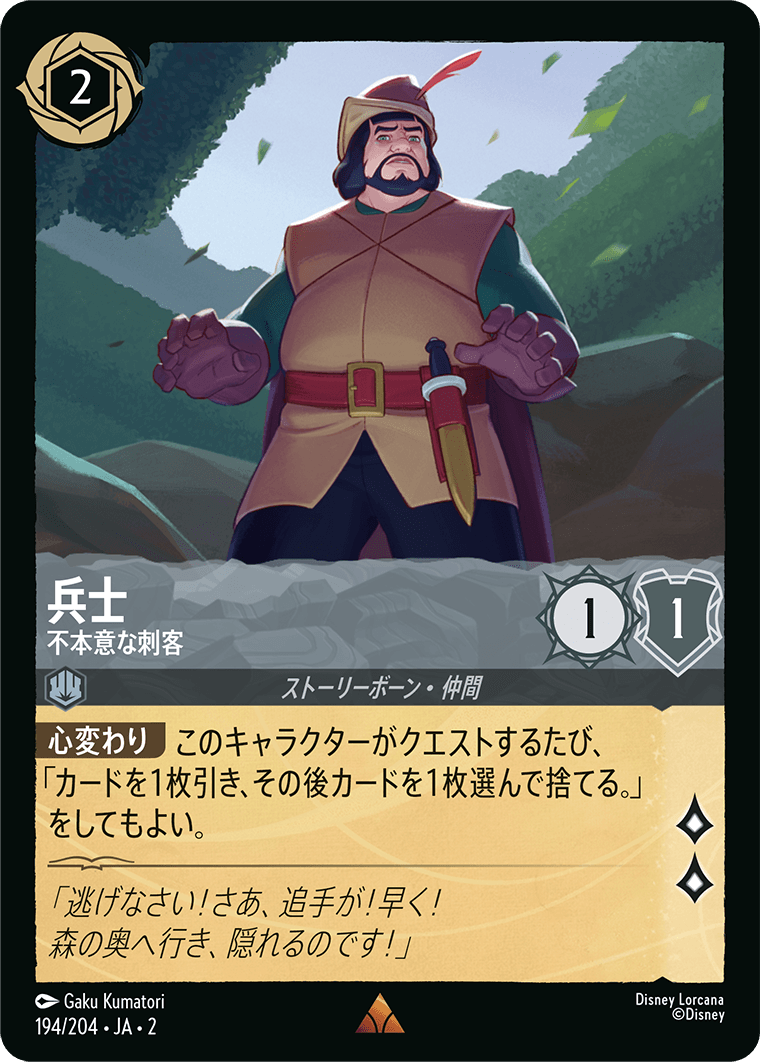 2
兵士
不本意な刺客
1
1
ストーリーボーン・仲間
心変わり このキャラクターがクエストするたび、
「カードを1枚引き、その後カードを1枚選んで捨てる。」
をしてもよい。
「逃げなさい!さあ、追手が!早く!
森の奥へ行き、隠れるのです!」
Gaku Kumatori
194/204・JA・2
Disney Lorcana
©Disney